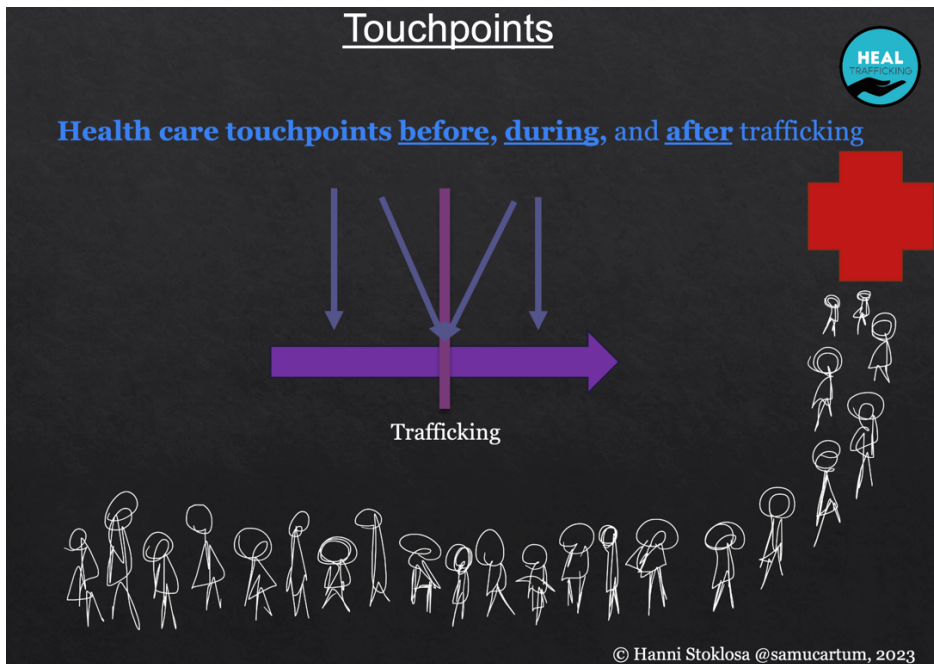 Touchpoints
HEAL
TRAFFICKING
Health care touchpoints before, during, and after trafficking
Trafficking
© Hanni Stoklosa @samucartum, 2023